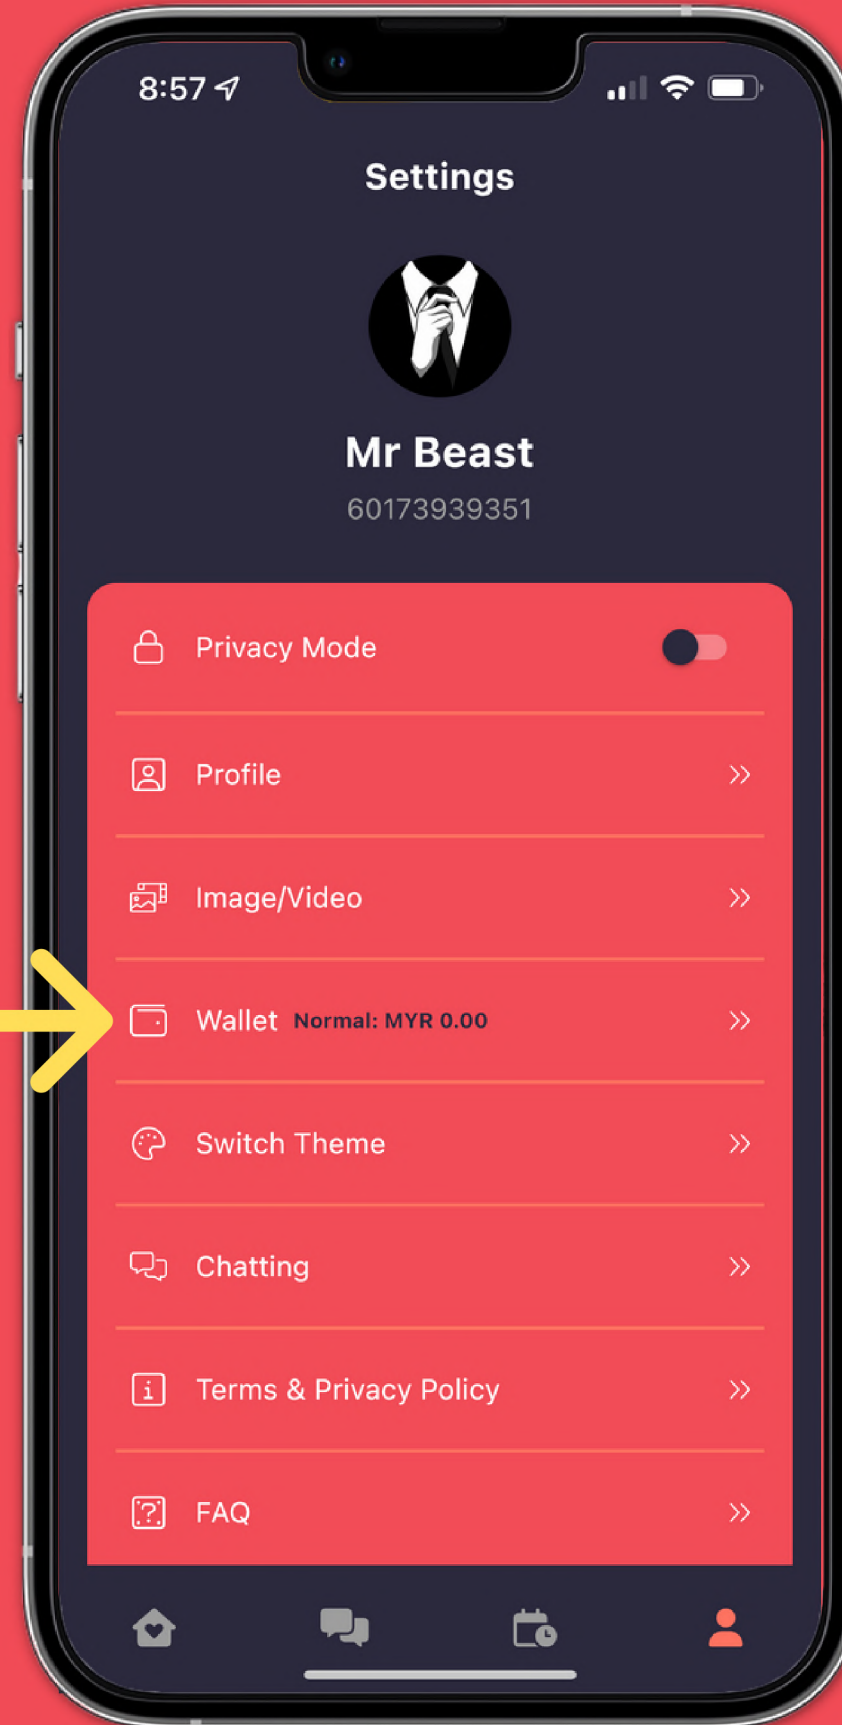 8:57
Settings
Mr Beast
60173939351
Privacy Mode
Profile
Image/Video
Wallet Normal: MYR 0.00
Switch Theme
Chatting
Terms & Privacy Policy
FAQ